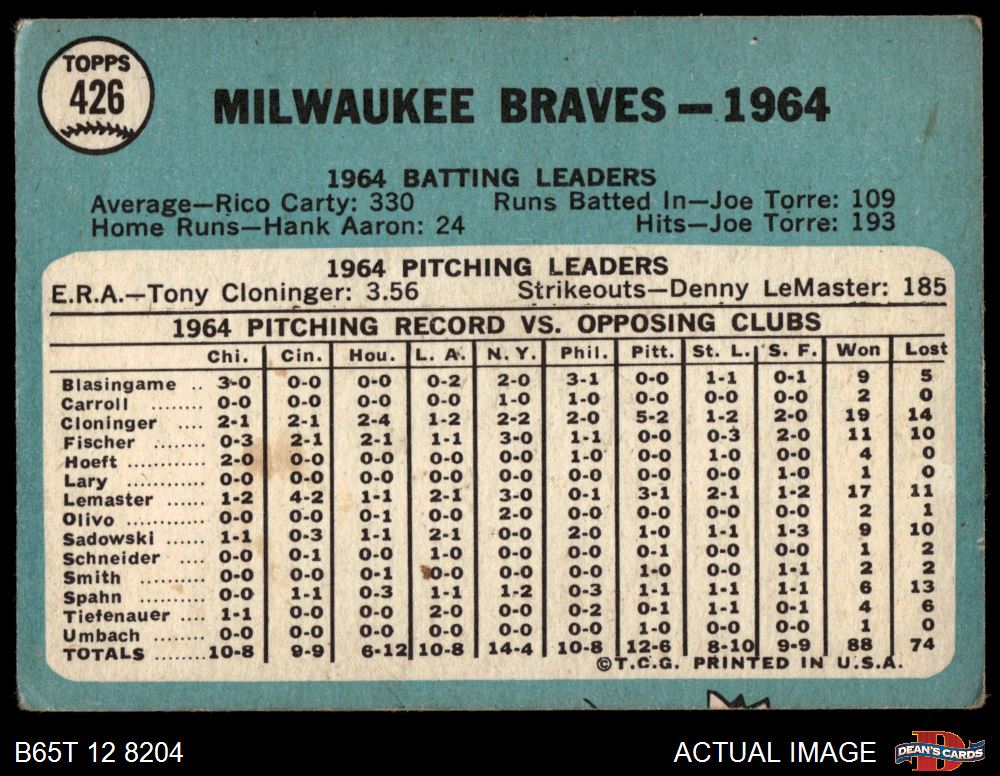 TOPPS
426
MILWAUKEE BRAVES — 1964
1964 BATTING LEADERS
Average—Rico Carty: 330 Runs Batted In—Joe Torre: 109
Home Runs—Hank Aaron: 24 Hits—Joe Torre: 193
1964 PITCHING LEADERS
E.R.A.—Tony Cloninger: 3.56 Strikeouts—Denny LeMaster: 185
1964 PITCHING RECORD VS. OPPOSING CLUBS
Chi. Cin. Hou. L. A. N. Y. Phil. Pitt. St. L. S. F. Won Lost
Blasingame .. 3-0 0-0 0-0 0-2 2-0 3-1 0-0 1-1 0-1 9 5
Carroll ........ 0-0 0-0 0-0 0-0 1-0 1-0 0-0 0-0 0-0 2 0
Cloninger .... 2-1 2-1 2-4 1-2 2-2 2-0 5-2 1-2 2-0 19 14
Fischer ...... 0-3 2-1 2-1 1-1 3-0 1-1 0-0 0-3 2-0 11 10
Hoeft ............ 2-0 0-0 0-0 0-0 0-0 1-0 0-0 1-0 0-0 4 0
Lary ............ 0-0 0-0 0-0 0-0 0-0 0-0 0-0 0-0 1-0 1 0
Lemaster ...... 1-2 4-2 1-1 2-1 3-0 0-1 3-1 2-1 1-2 17 11
Olivo ............ 0-0 0-0 0-1 0-0 2-0 0-0 0-0 0-0 0-0 2 1
Sadowski ...... 1-1 0-3 1-1 2-1 0-0 2-0 1-0 1-1 1-3 9 10
Schneider .... 0-0 0-1 0-0 1-0 0-0 0-0 0-1 0-0 0-0 1 2
Smith .......... 0-0 0-0 0-1 0-0 0-0 0-0 1-0 0-0 1-1 2 2
Spahn .......... 0-0 1-1 0-3 1-1 1-2 0-3 1-1 1-1 1-1 6 13
Tiefenauer .... 1-1 0-0 0-0 2-0 0-0 0-2 0-1 1-1 0-1 4 6
Umbach ........ 0-0 0-0 0-0 0-0 0-0 0-0 1-0 0-0 0-0 1 0
TOTALS ........ 10-8 9-9 6-12 10-8 14-4 10-8 12-6 8-10 9-9 88 74
©T.C.G. PRINTED IN U.S.A.
B65T 12 8204 ACTUAL IMAGE DEAN'S CARDS